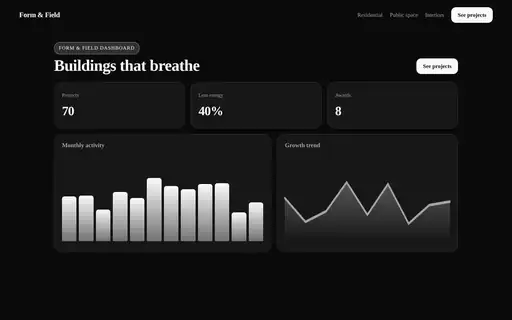 Form & Field
Residential
Public space
Interiors
See projects
FORM & FIELD DASHBOARD
Buildings that breathe
See projects
Projects
70
Less energy
40%
Awards
8
Monthly activity
Growth trend